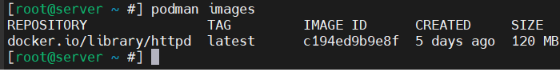 [root@server ~ #] podman images
REPOSITORY TAG IMAGE ID CREATED SIZE
docker.io/library/httpd latest c194ed9b9e8f 5 days ago 120 MB
[root@server ~ #]